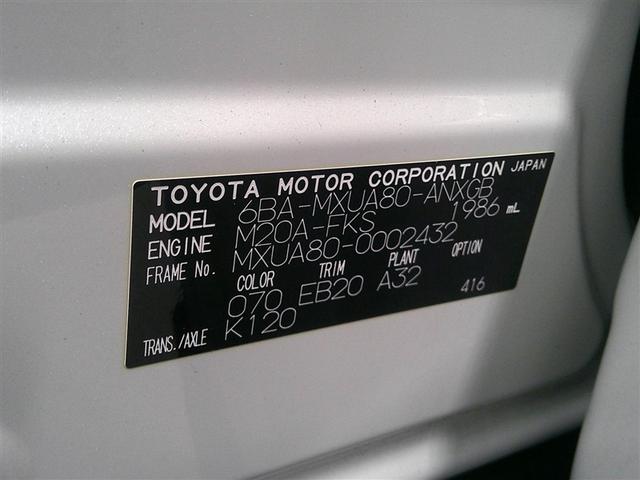 TOYOTA MOTOR CORPORATION JAPAN
MODEL 6BA-MXUA80-ANXGB
ENGINE M20A-FKS 1986 mL
FRAME No. MXUA80-0002432
COLOR TRIM PLANT OPTION
070 EB20 A32 416
TRANS./AXLE K120